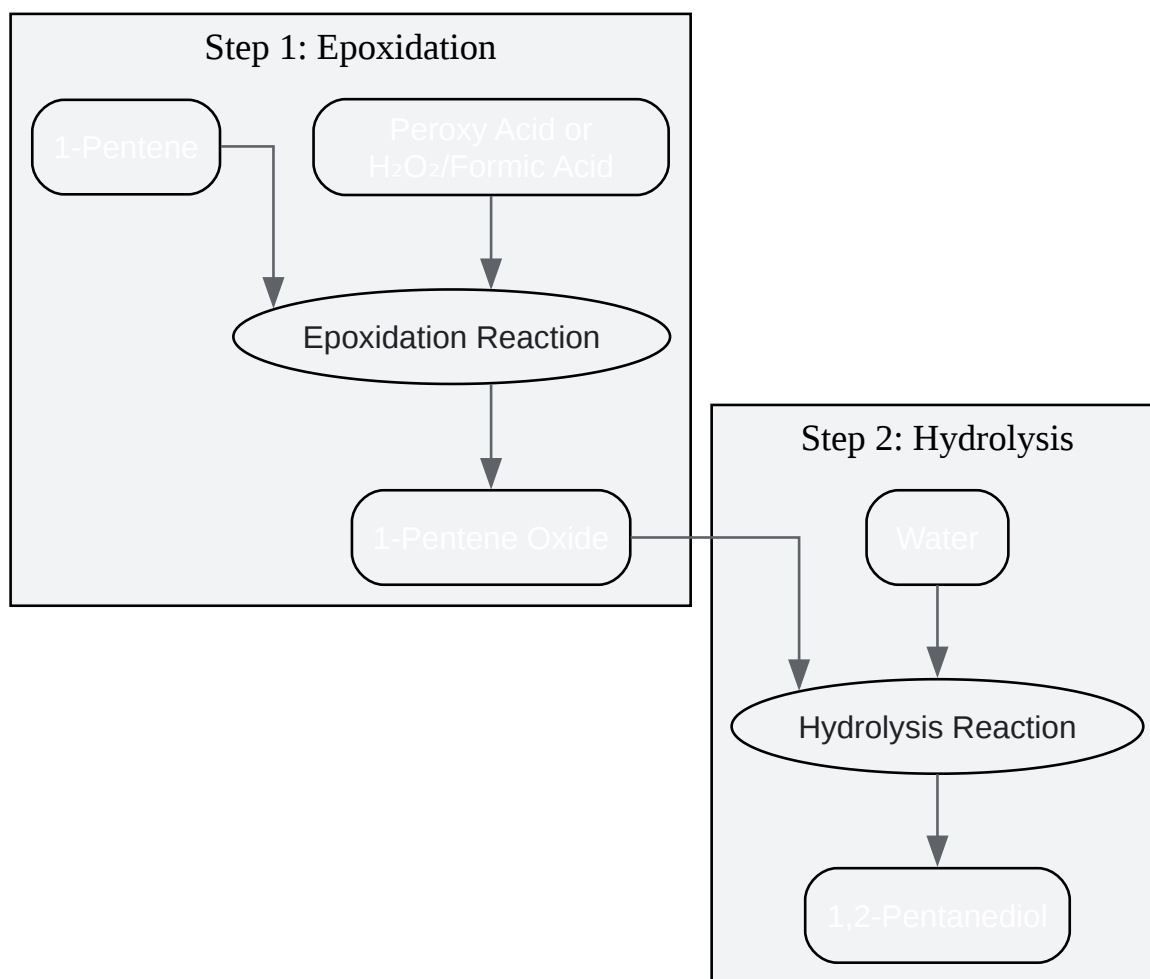 Step 1: Epoxidation
1-Pentene
Peroxy Acid or
H₂O₂/Formic Acid
Epoxidation Reaction
1-Pentene Oxide
Step 2: Hydrolysis
Water
Hydrolysis Reaction
1,2-Pentanediol